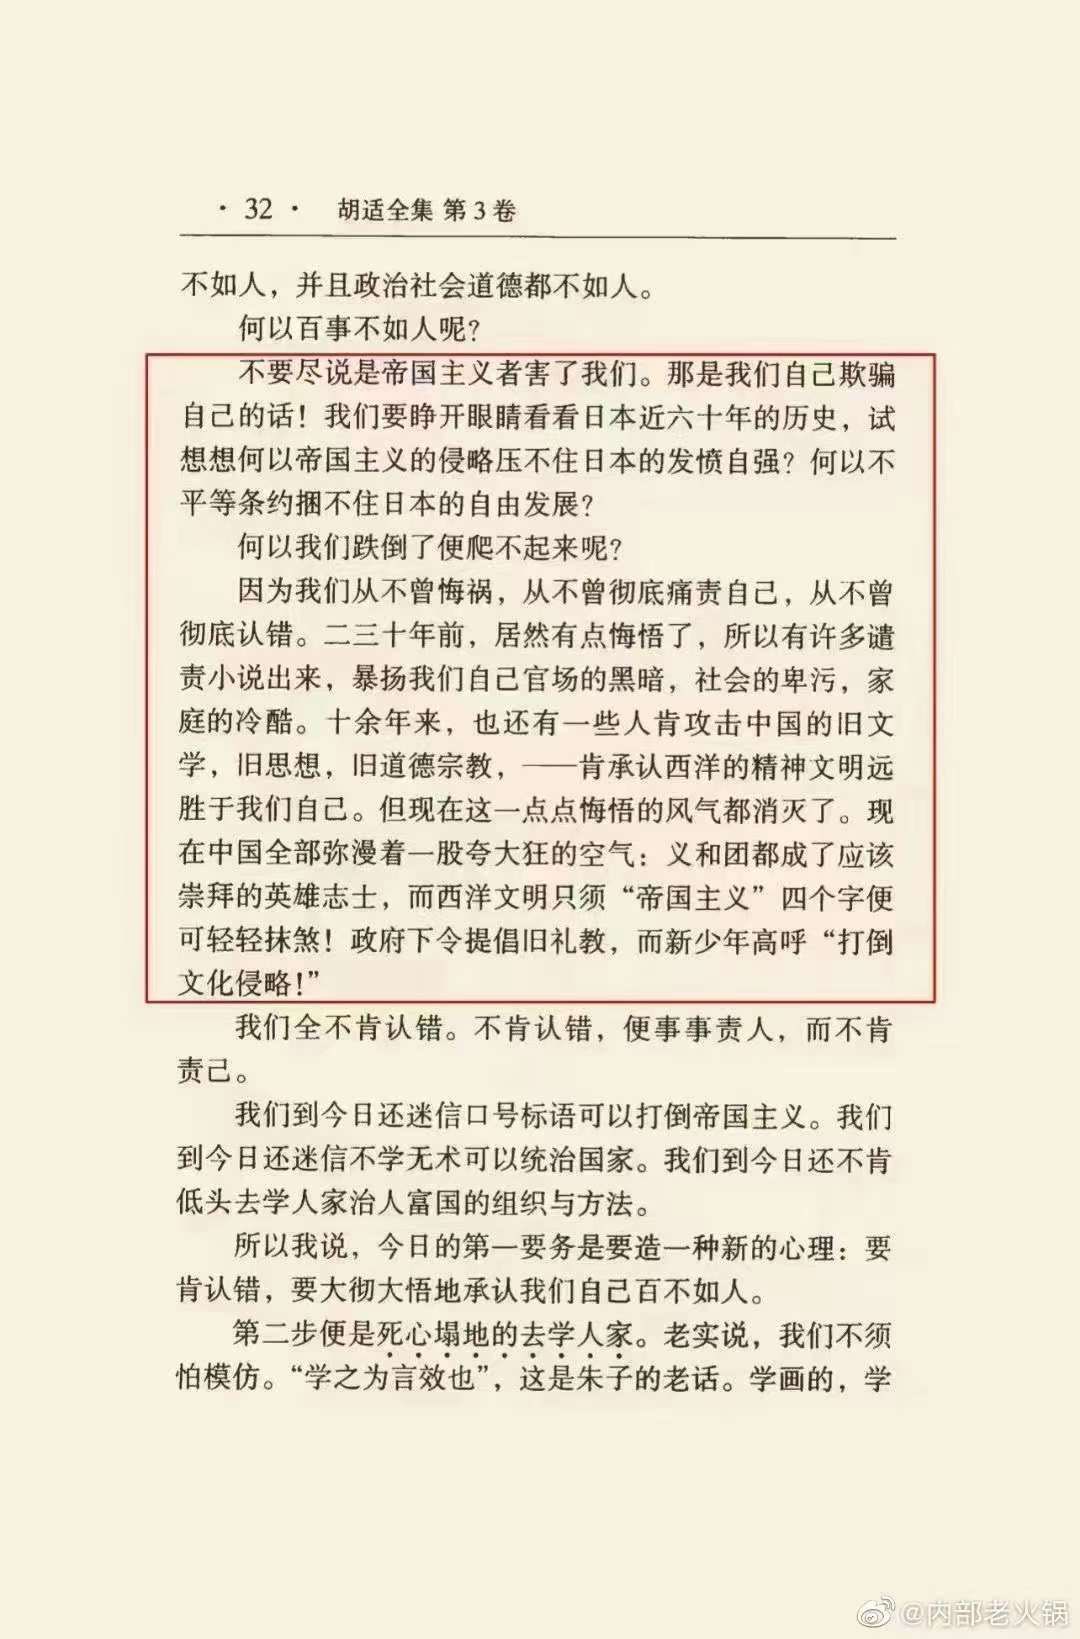 · 32 · 胡适全集 第3卷
不如人，并且政治社会道德都不如人。
何以百事不如人呢？
不要尽说是帝国主义者害了我们。那是我们自己欺骗
自己的话！我们要睁开眼睛看看日本近六十年的历史，试
想想何以帝国主义的侵略压不住日本的发愤自强？何以不
平等条约捆不住日本的自由发展？
何以我们跌倒了便爬不起来呢？
因为我们从不曾悔祸，从不曾彻底痛责自己，从不曾
彻底认错。二三十年前，居然有点悔悟了，所以有许多谴
责小说出来，暴扬我们自己官场的黑暗，社会的卑污，家
庭的冷酷。十余年来，也还有一些人肯攻击中国的旧文
学，旧思想，旧道德宗教，——肯承认西洋的精神文明远
胜于我们自己。但现在这一点点悔悟的风气都消灭了。现
在中国全部弥漫着一股夸大狂的空气：义和团都成了应该
崇拜的英雄志士，而西洋文明只须“帝国主义”四个字便
可轻轻抹煞！政府下令提倡旧礼教，而新少年高呼“打倒
文化侵略！”
我们全不肯认错。不肯认错，便事事责人，而不肯
责己。
我们到今日还迷信口号标语可以打倒帝国主义。我们
到今日还迷信不学无术可以统治国家。我们到今日还不肯
低头去学人家治人富国的组织与方法。
所以我说，今日的第一要务是要造一种新的心理：要
肯认错，要大彻大悟地承认我们自己百不如人。
第二步便是死心塌地的去学人家。老实说，我们不须
怕模仿。“学之为言效也”，这是朱子的老话。学画的，学
@内部老火锅